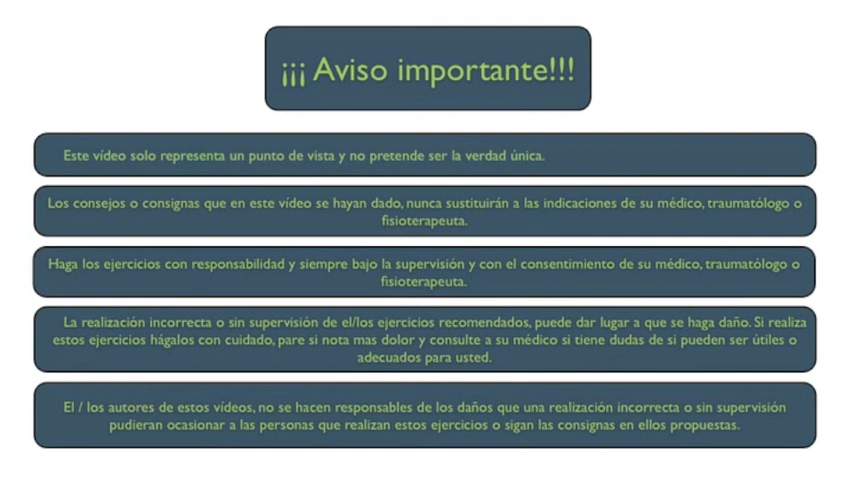 ¡¡¡ Aviso importante!!!
Este vídeo solo representa un punto de vista y no pretende ser la verdad única.
Los consejos o consignas que en este vídeo se hayan dado, nunca sustituirán a las indicaciones de su médico, traumatólogo o
fisioterapeuta.
Haga los ejercicios con responsabilidad y siempre bajo la supervisión y con el consentimiento de su médico, traumatólogo o
fisioterapeuta.
La realización incorrecta o sin supervisión de el/los ejercicios recomendados, puede dar lugar a que se haga daño. Si realiza
estos ejercicios hágalos con cuidado, pare si nota mas dolor y consulte a su médico si tiene dudas de si pueden ser útiles o
adecuados para usted.
El / los autores de estos vídeos, no se hacen responsables de los daños que una realización incorrecta o sin supervisión
pudieran ocasionar a las personas que realizan estos ejercicios o sigan las consignas en ellos propuestas.